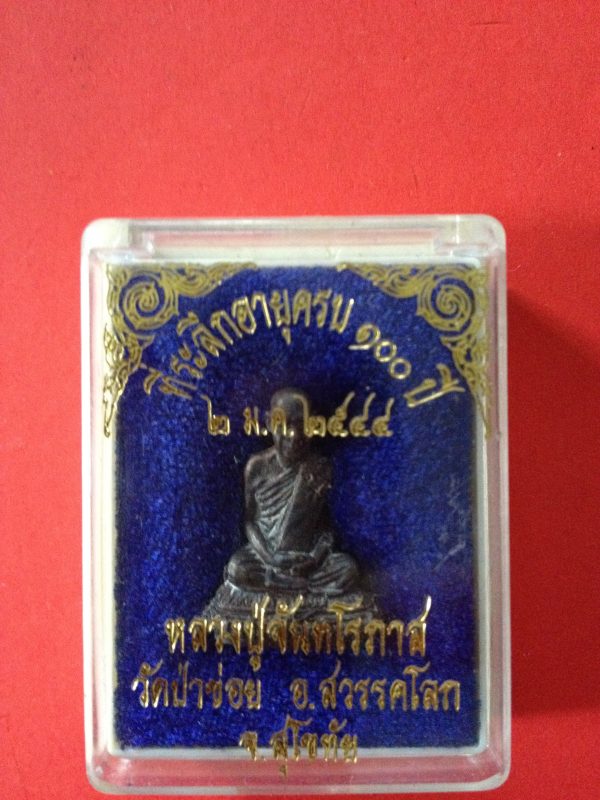 ที่ระลึกอายุครบ ๑๐๐ ปี
๒ ม.ค. ๒๕๔๔
หลวงปู่จันทโรภาส
วัดป่าข่อย อ.สวรรคโลก
จ.สุโขทัย